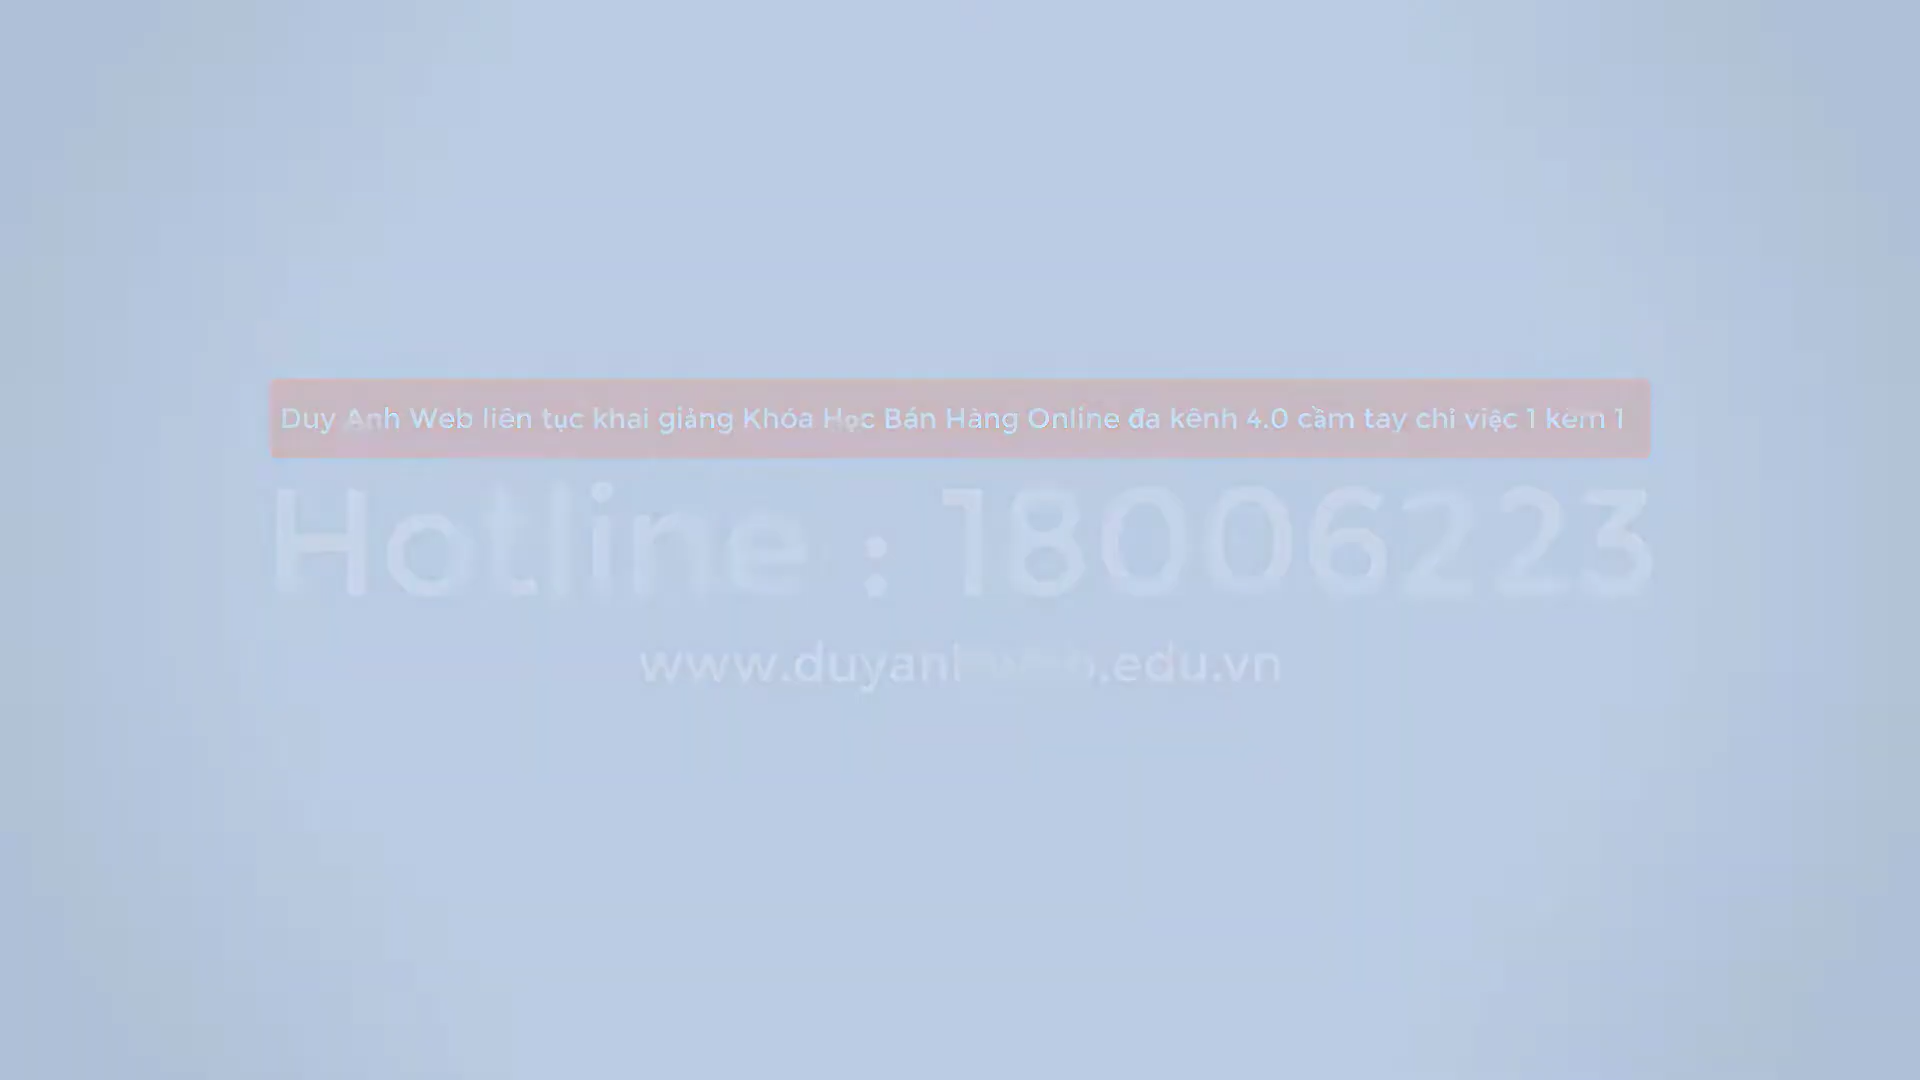 Duy Anh Web liên tục khai giảng Khóa Học Bán Hàng Online đa kênh 4.0 cầm tay chỉ việc 1 kèm 1
Hotline : 18006223